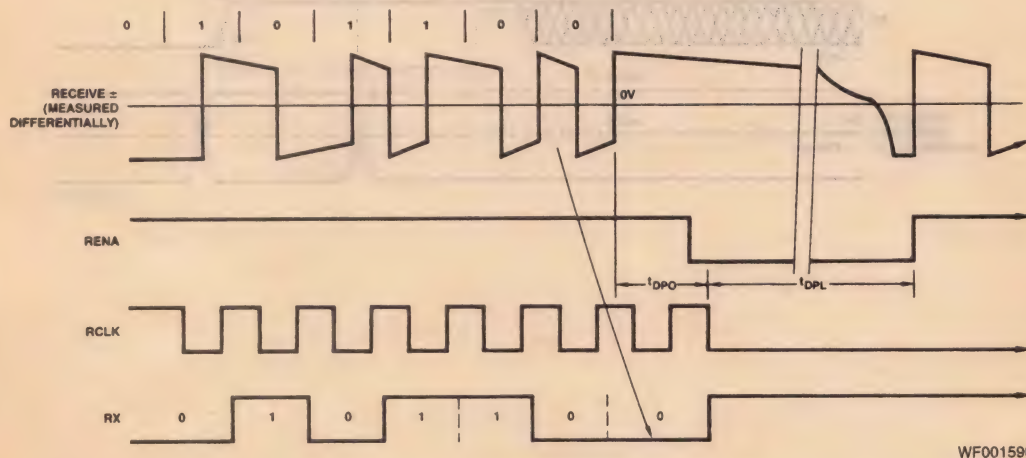 0 1 0 1 1 0 0
RECEIVE ±
(MEASURED
DIFFERENTIALLY)
0V
RENA
tDPO
tDPL
RCLK
RX
0 1 0 1 1 0 0